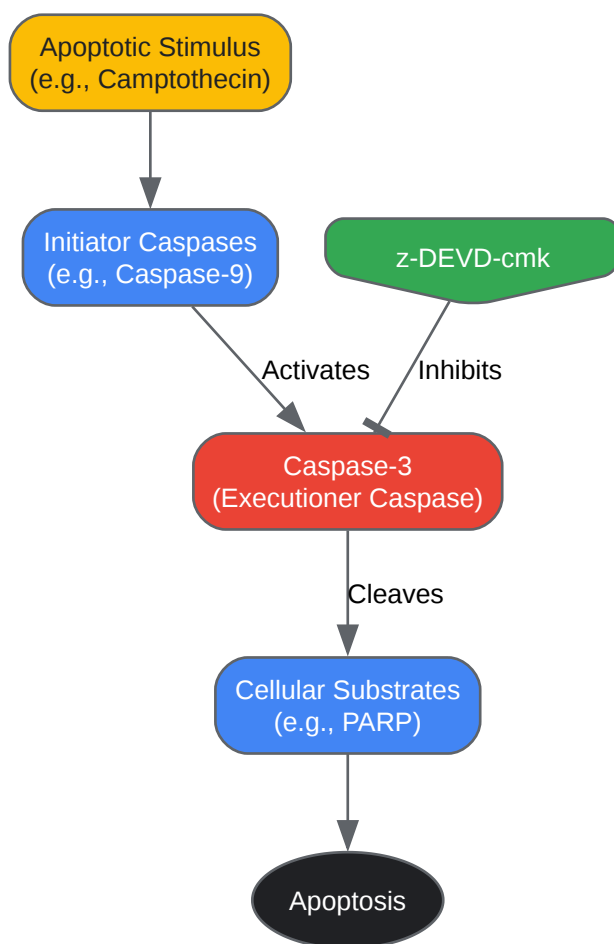 Apoptotic Stimulus
(e.g., Camptothecin)
Initiator Caspases
(e.g., Caspase-9)
z-DEVD-cmk
Activates
Inhibits
Caspase-3
(Executioner Caspase)
Cleaves
Cellular Substrates
(e.g., PARP)
Apoptosis